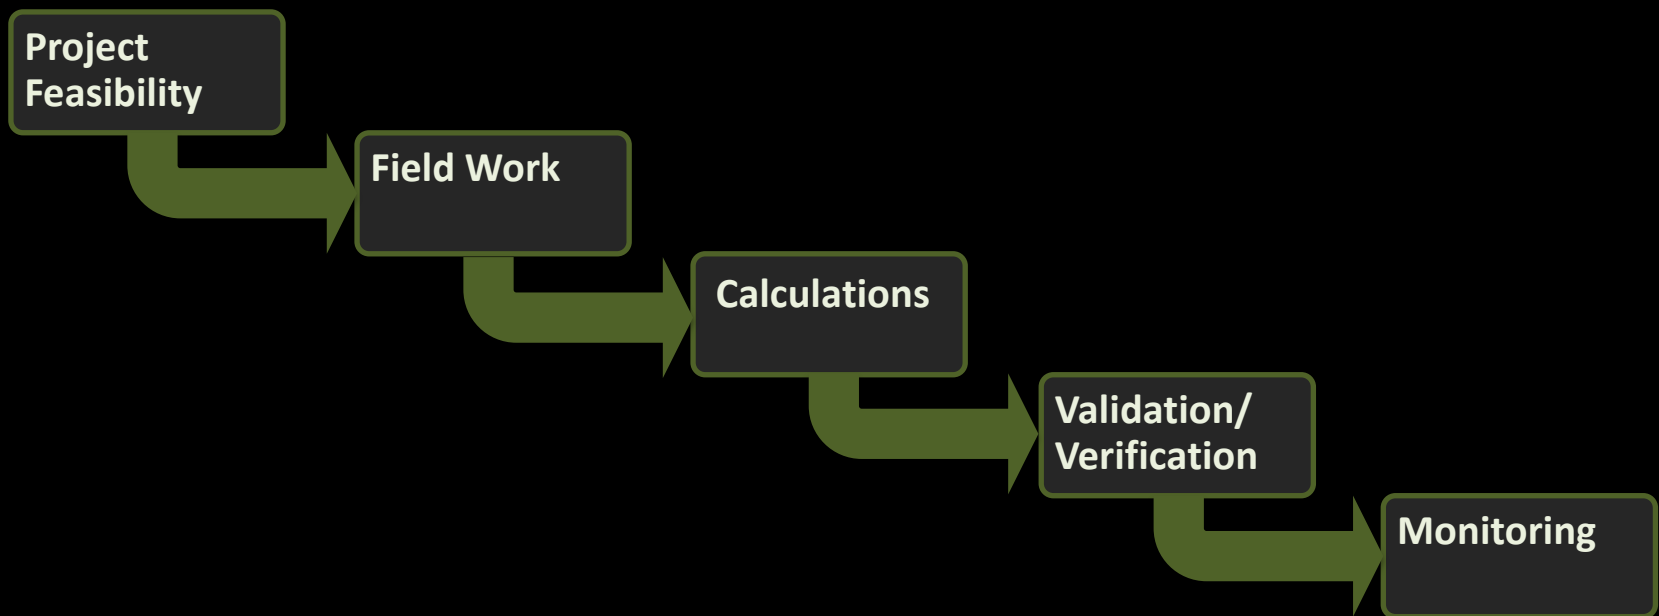 Project
Feasibility
Field Work
Calculations
Validation/
Verification
Monitoring